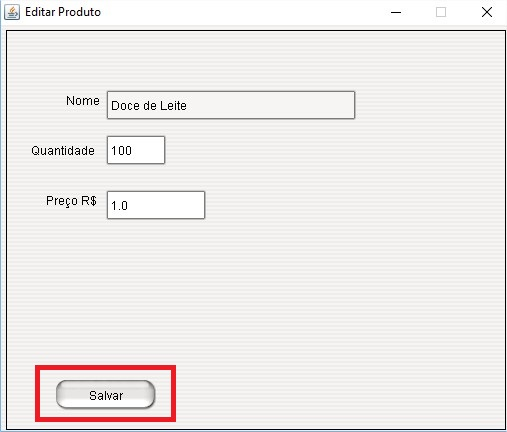 Editar Produto
Nome Doce de Leite
Quantidade 100
Preço R$ 1.0
Salvar